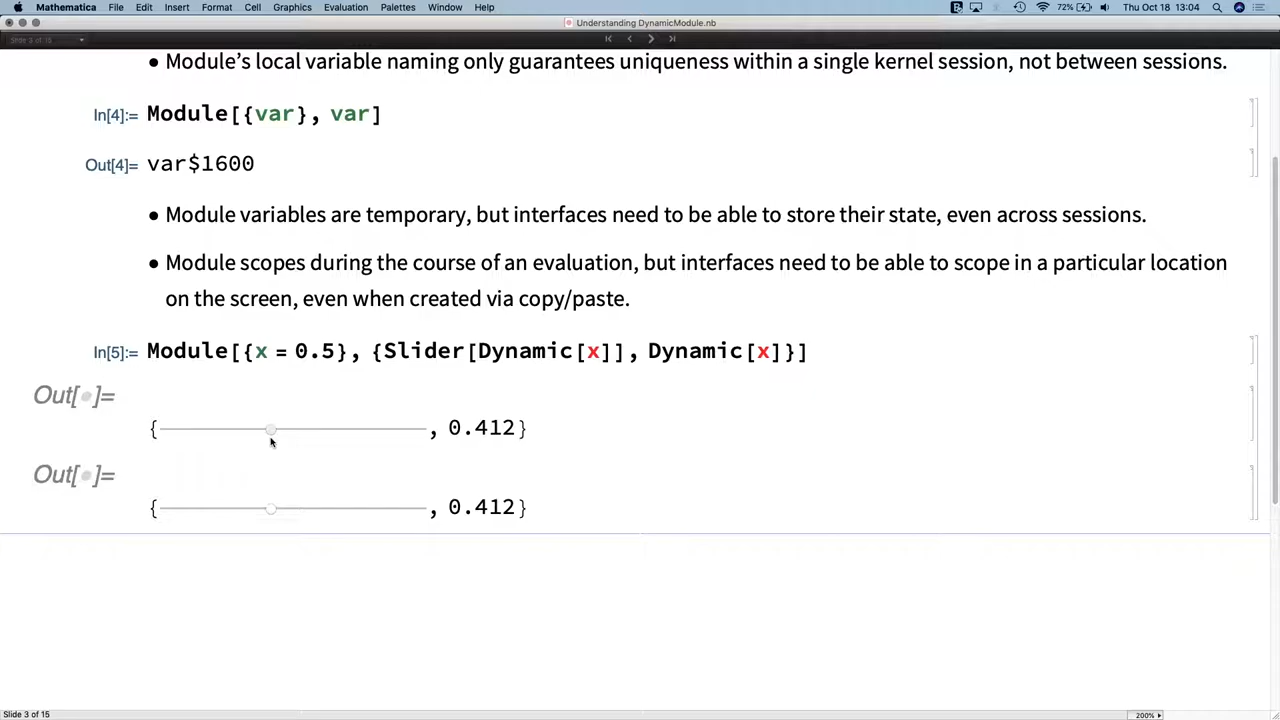 Mathematica File Edit Insert Format Cell Graphics Evaluation Palettes Window Help 72% Thu Oct 18 13:04
Understanding DynamicModule.nb
Slide 3 of 15
• Module’s local variable naming only guarantees uniqueness within a single kernel session, not between sessions.
In[4]:= Module[{var}, var]
Out[4]= var$1600
• Module variables are temporary, but interfaces need to be able to store their state, even across sessions.
• Module scopes during the course of an evaluation, but interfaces need to be able to scope in a particular location
on the screen, even when created via copy/paste.
In[5]:= Module[{x = 0.5}, {Slider[Dynamic[x]], Dynamic[x]}]
Out[•]=
{ , 0.412}
Out[•]=
{ , 0.412}
Slide 3 of 15 200%